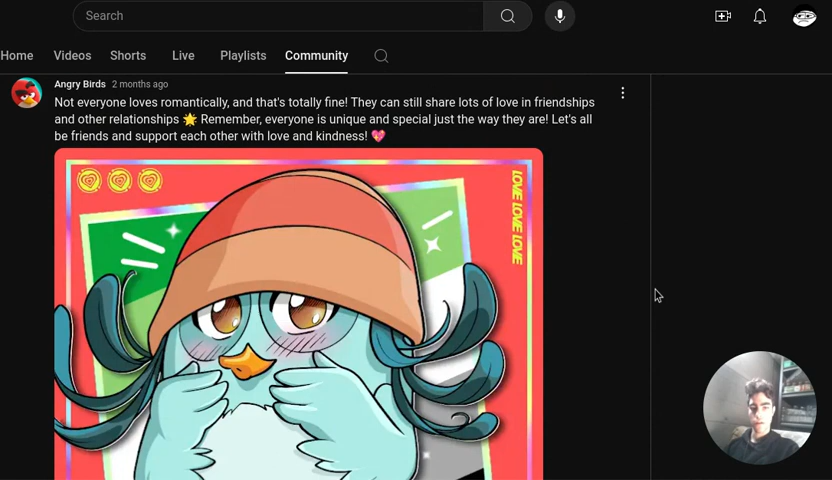 Search
Home Videos Shorts Live Playlists Community
Angry Birds 2 months ago
Not everyone loves romantically, and that's totally fine! They can still share lots of love in friendships
and other relationships 🌟 Remember, everyone is unique and special just the way they are! Let's all
be friends and support each other with love and kindness! 💖
LOVE LOVE LOVE